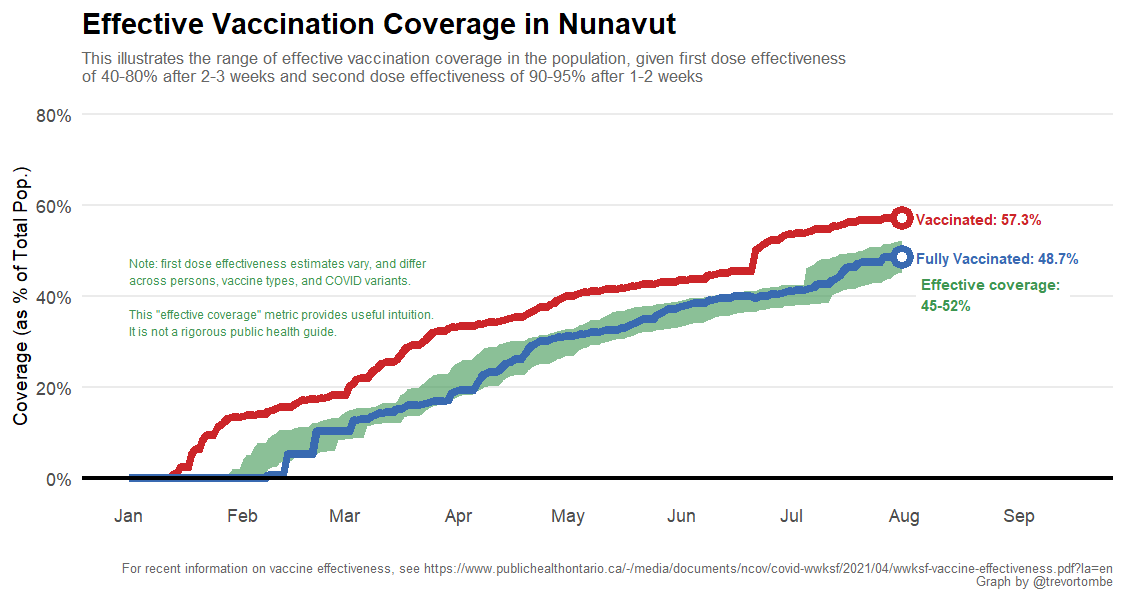 Effective Vaccination Coverage in Nunavut
This illustrates the range of effective vaccination coverage in the population, given first dose effectiveness
of 40-80% after 2-3 weeks and second dose effectiveness of 90-95% after 1-2 weeks
Coverage (as % of Total Pop.)
80%
60%
40%
20%
0%
Note: first dose effectiveness estimates vary, and differ
across persons, vaccine types, and COVID variants.
This "effective coverage" metric provides useful intuition.
It is not a rigorous public health guide.
Vaccinated: 57.3%
Fully Vaccinated: 48.7%
Effective coverage:
45-52%
Jan Feb Mar Apr May Jun Jul Aug Sep
For recent information on vaccine effectiveness, see https://www.publichealthontario.ca/-/media/documents/ncov/covid-wwksf/2021/04/wwksf-vaccine-effectiveness.pdf?la=en
Graph by @trevortombe